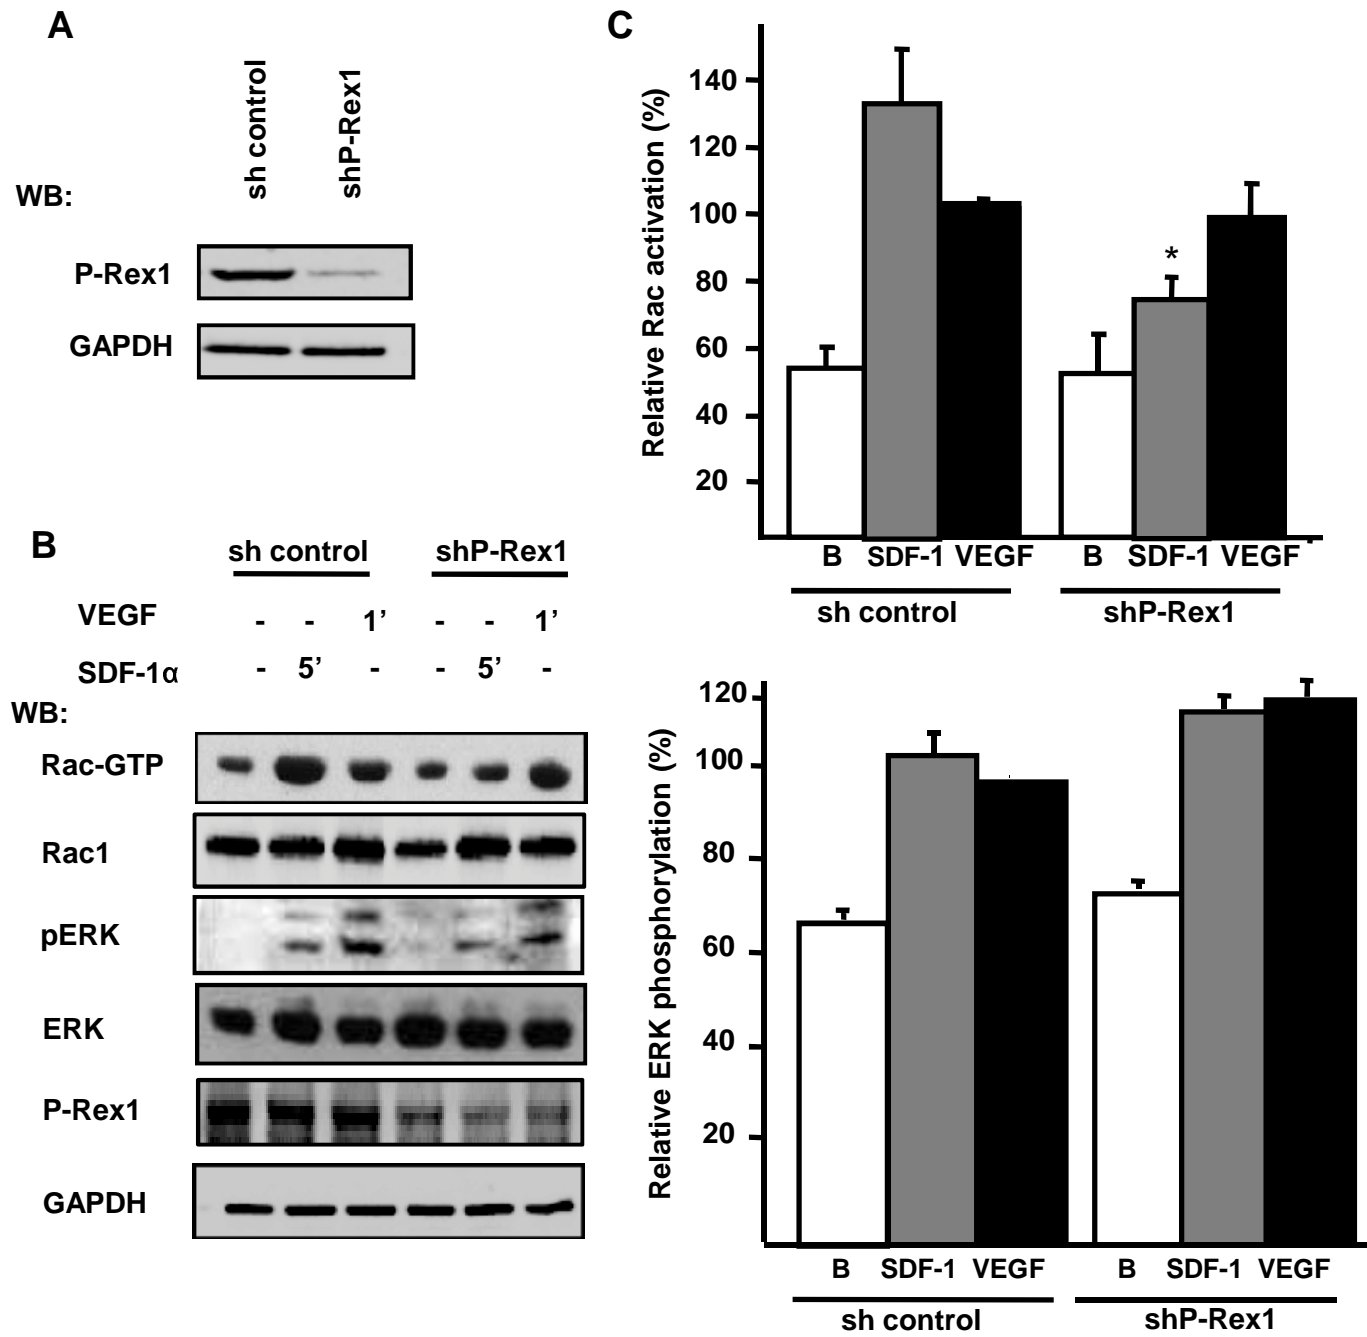 A
sh control
shP-Rex1
WB:
P-Rex1
GAPDH
B
sh control shP-Rex1
VEGF - - 1’ - - 1’
SDF-1α - 5’ - - 5’ -
WB:
Rac-GTP
Rac1
pERK
ERK
P-Rex1
GAPDH
C
Relative Rac activation (%)
140
120
100
80
60
40
20
*
B SDF-1 VEGF B SDF-1 VEGF
sh control shP-Rex1
Relative ERK phosphorylation (%)
120
100
80
60
40
20
B SDF-1 VEGF B SDF-1 VEGF
sh control shP-Rex1